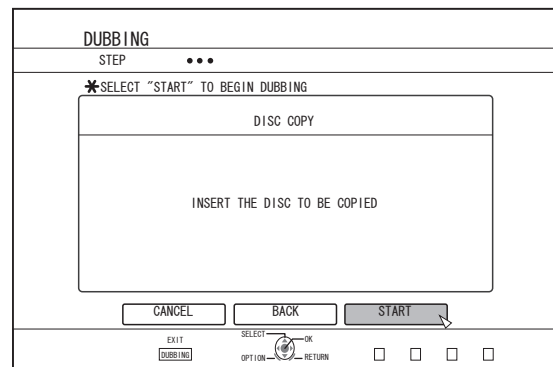 DUBBING
STEP
✱SELECT "START" TO BEGIN DUBBING
DISC COPY
INSERT THE DISC TO BE COPIED
CANCEL BACK START
EXIT
DUBBING
SELECT OK
OPTION RETURN